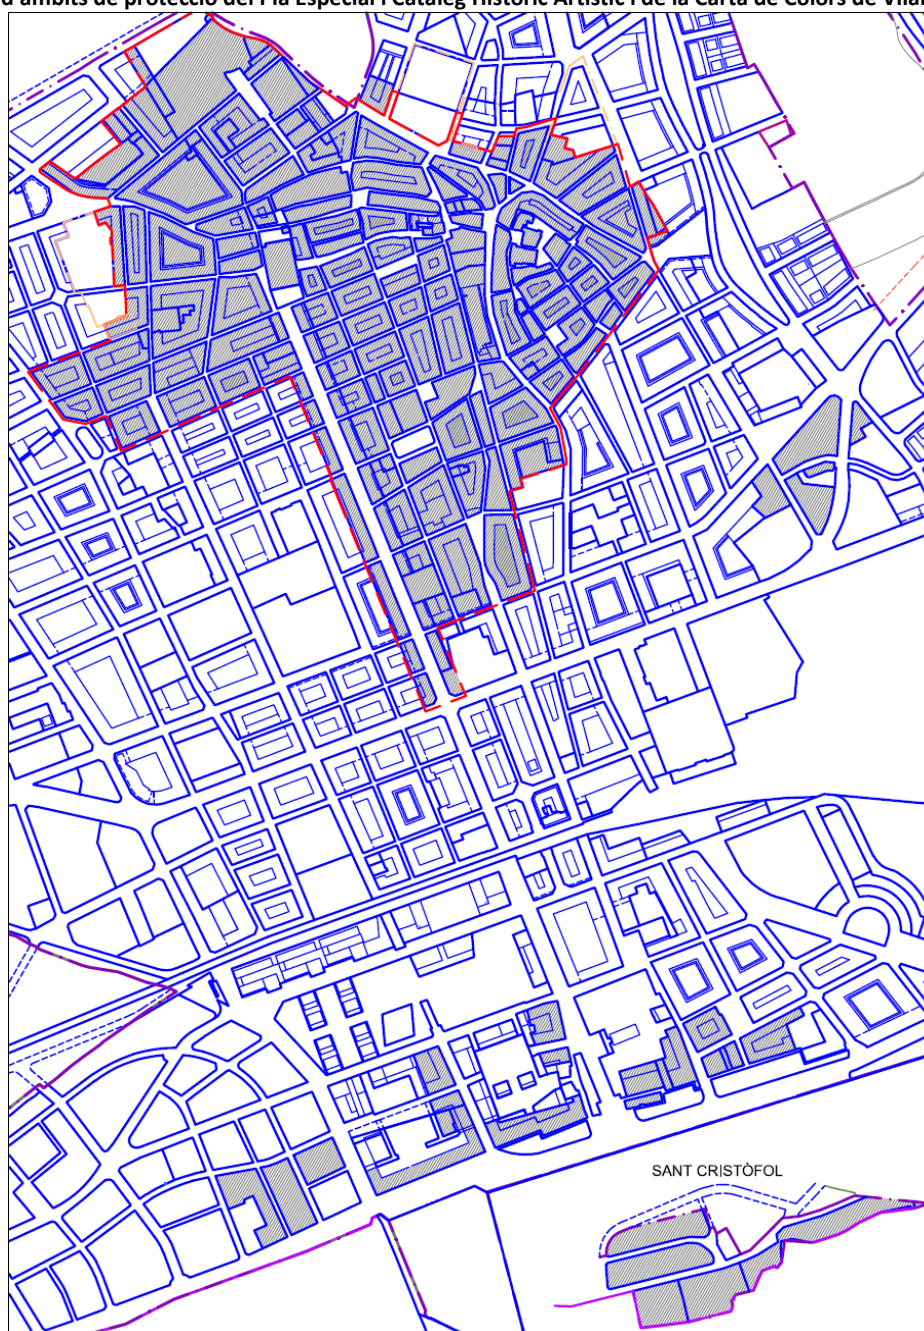 d'àmbits de protecció del Pla Especial i Catàleg Històric Artístic i de la Carta de Colors de
SANT CRISTÒFOL